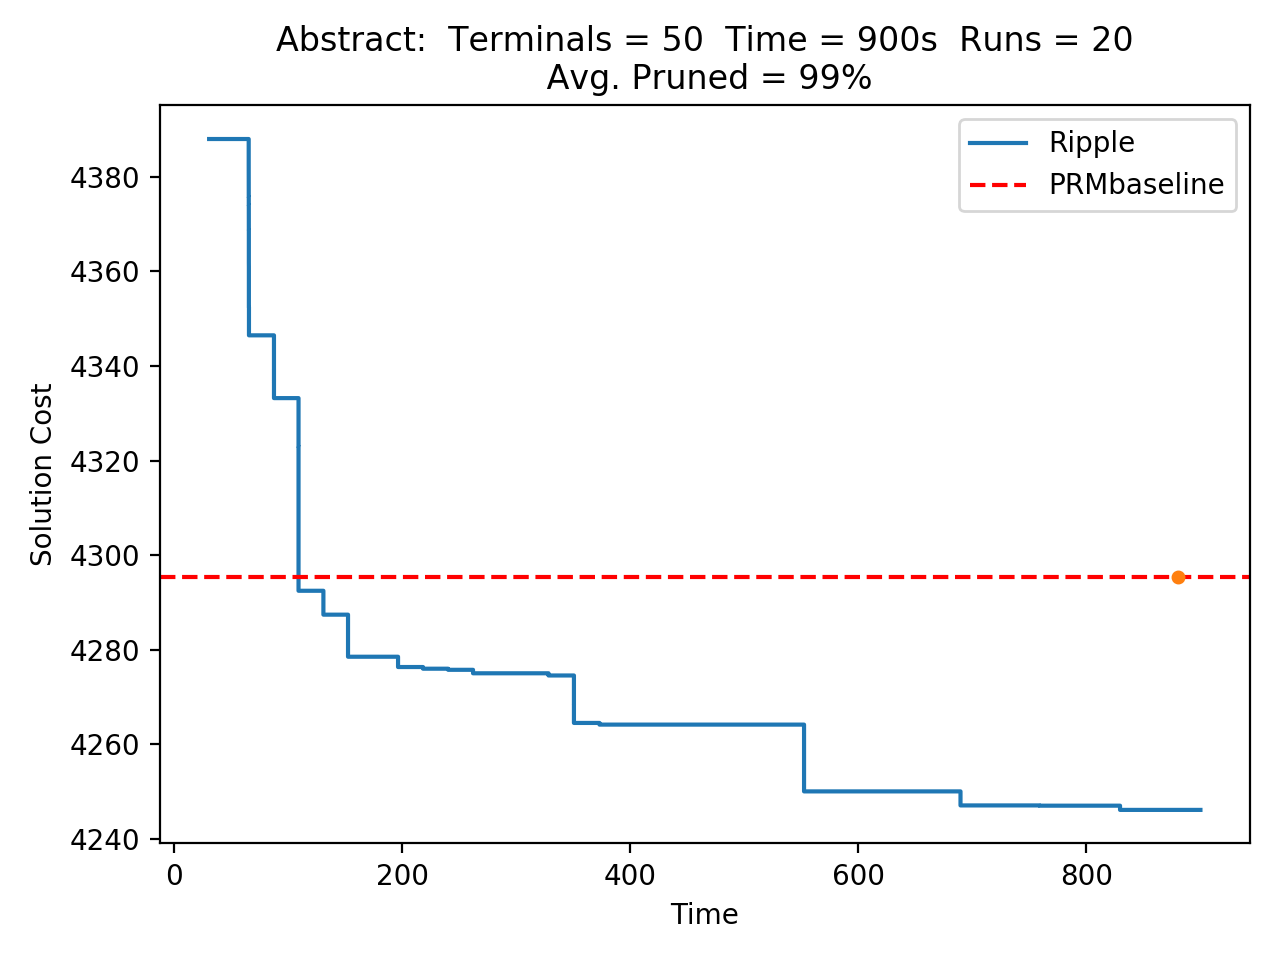 Abstract:  Terminals = 50  Time = 900s  Runs = 20
Avg. Pruned = 99%
Ripple
PRMbaseline
4380
4360
4340
4320
4300
4280
4260
4240
Solution Cost
0 200 400 600 800
Time